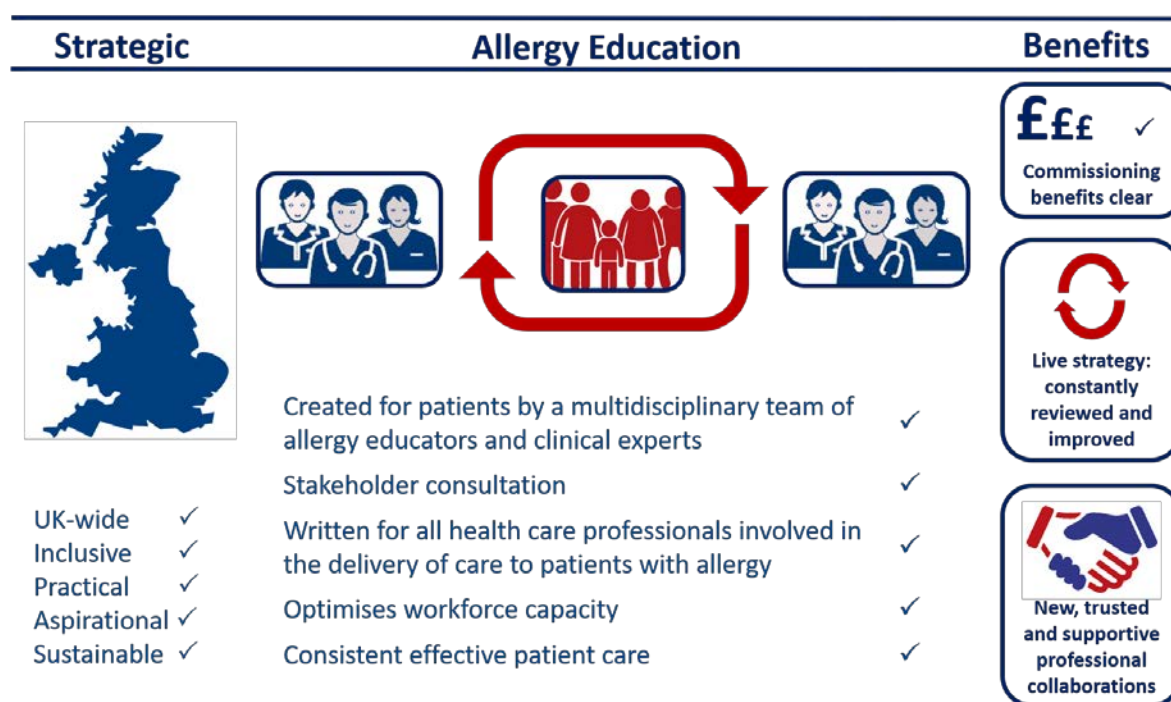 Strategic
Allergy Education
Benefits
£££ ✓
Commissioning
benefits clear
Live strategy:
constantly
reviewed and
improved
New, trusted
and supportive
professional
collaborations
UK-wide ✓
Inclusive ✓
Practical ✓
Aspirational ✓
Sustainable ✓
Created for patients by a multidisciplinary team of
allergy educators and clinical experts ✓
Stakeholder consultation ✓
Written for all health care professionals involved in
the delivery of care to patients with allergy ✓
Optimises workforce capacity ✓
Consistent effective patient care ✓